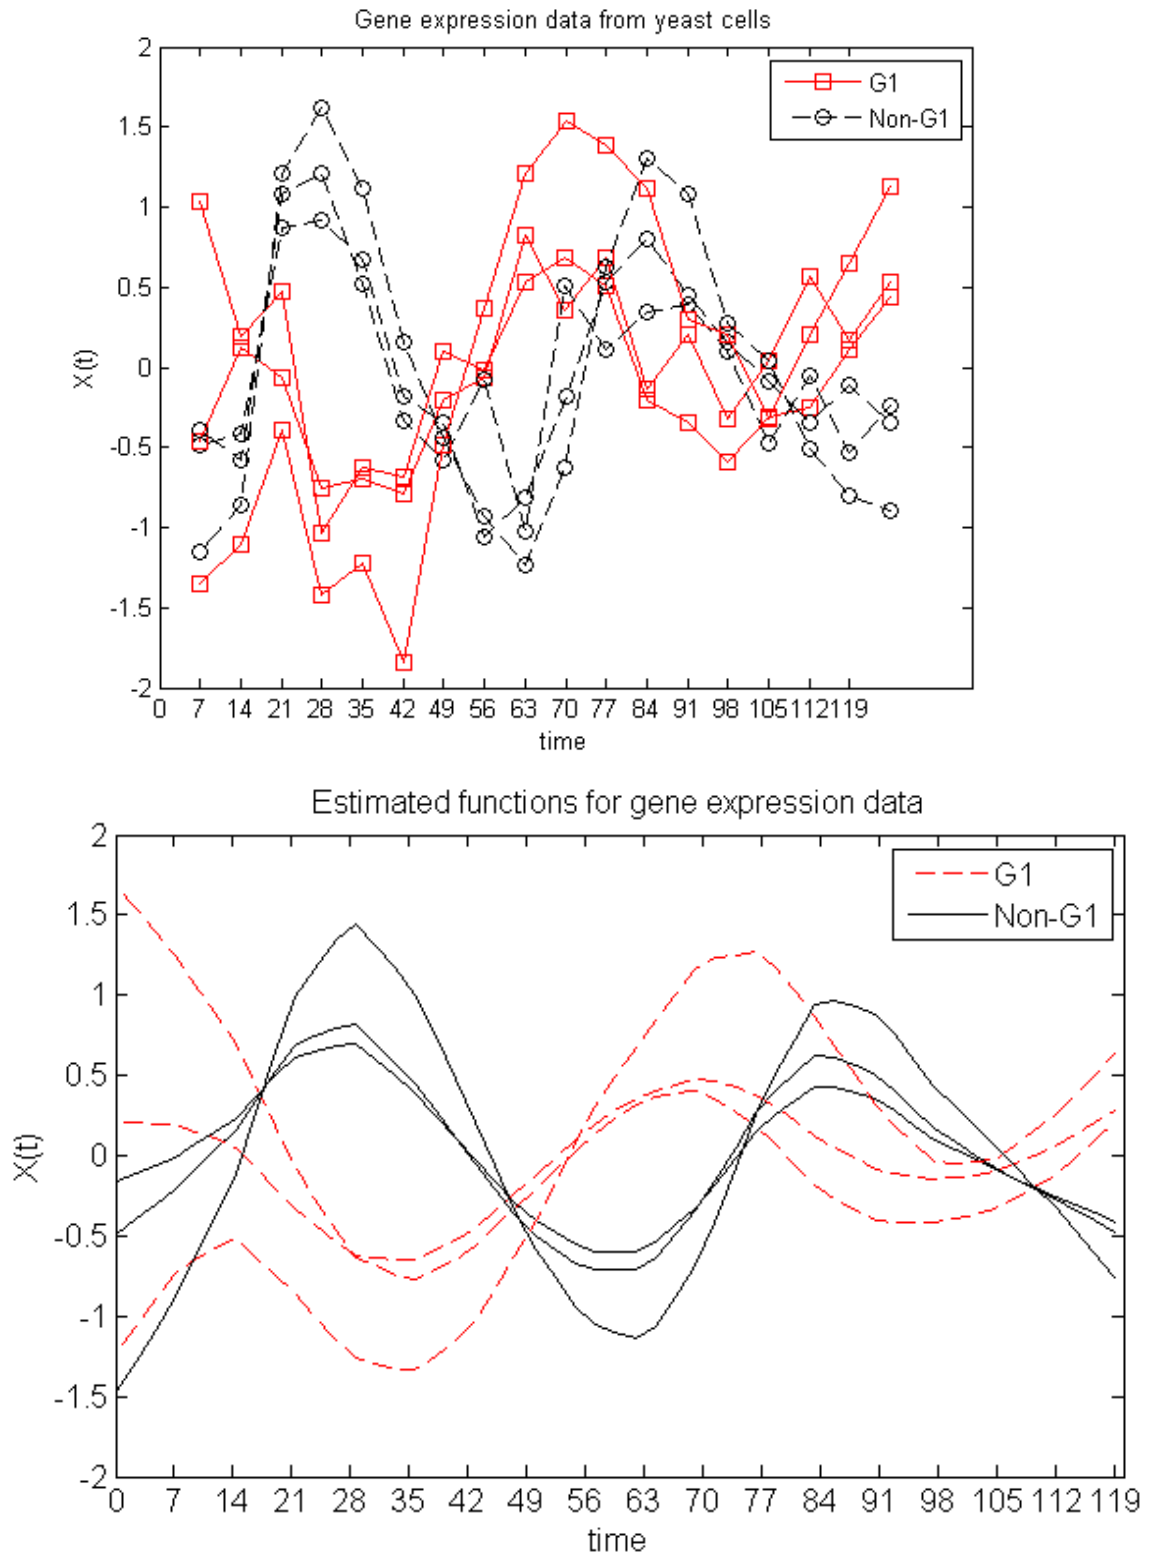 Gene expression data from yeast cells
2
1.5
1
0.5
0
-0.5
-1
-1.5
-2
X(t)
G1
Non-G1
0 7 14 21 28 35 42 49 56 63 70 77 84 91 98 105 112 119
time
Estimated functions for gene expression data
2
1.5
1
0.5
0
-0.5
-1
-1.5
-2
X(t)
G1
Non-G1
0 7 14 21 28 35 42 49 56 63 70 77 84 91 98 105 112 119
time